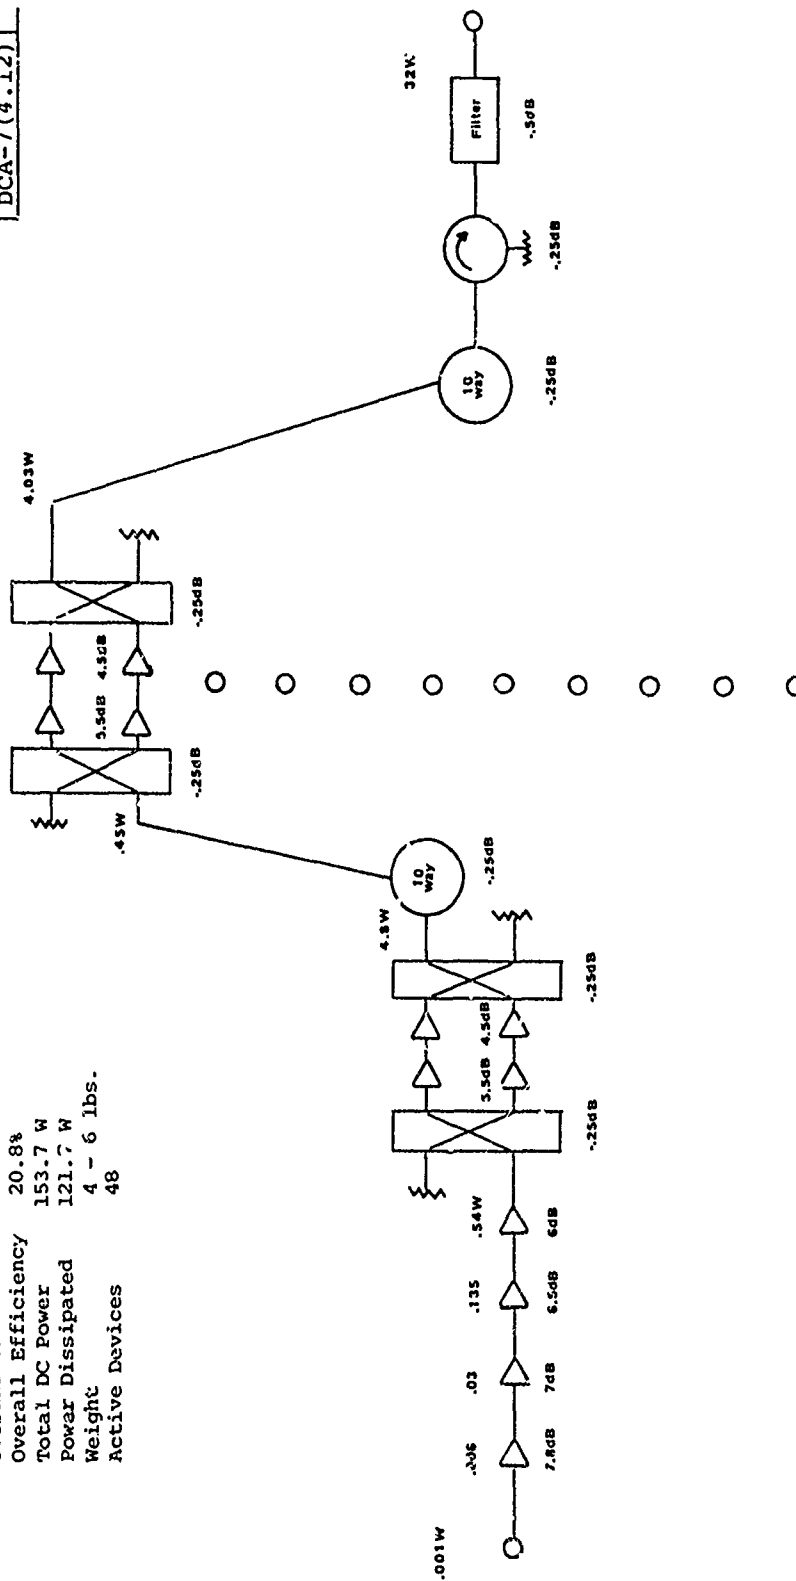 DCA-7(4.12)
Overall Efficiency 20.8%
Total DC Power 153.7 W
Powar Dissipated 121.7 W
Weight 4 - 6 lbs.
Active Devices 48
.001W
.006
7.8dB
.03
7dB
.135
6.5dB
.54W
6dB
-.25dB
5.5dB
4.5dB
-.25dB
4.8W
10 way
-.25dB
.45W
-.25dB
5.5dB
4.5dB
-.25dB
4.03W
10 way
-.25dB
-.25dB
Filter
-.5dB
32W